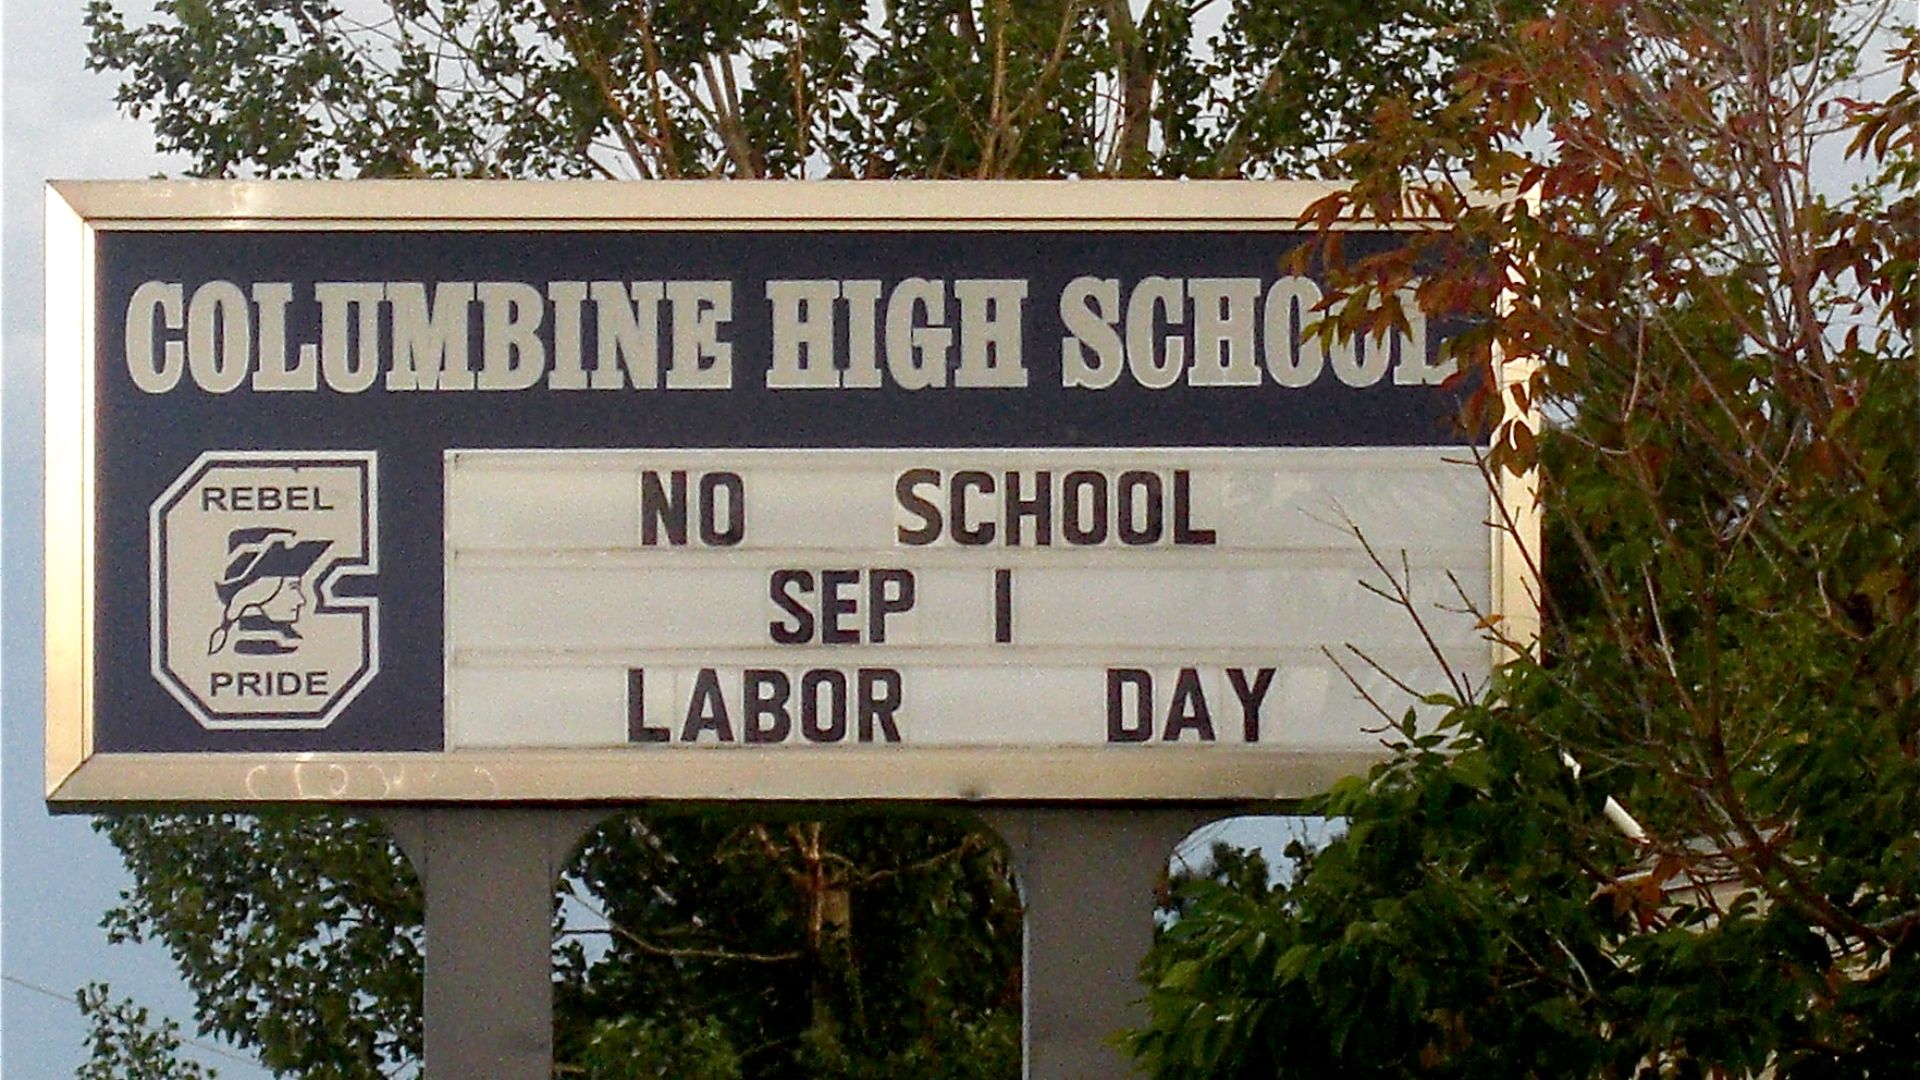 COLUMBINE HIGH SCHOOL
REBEL
PRIDE
NO SCHOOL
SEP 1
LABOR DAY